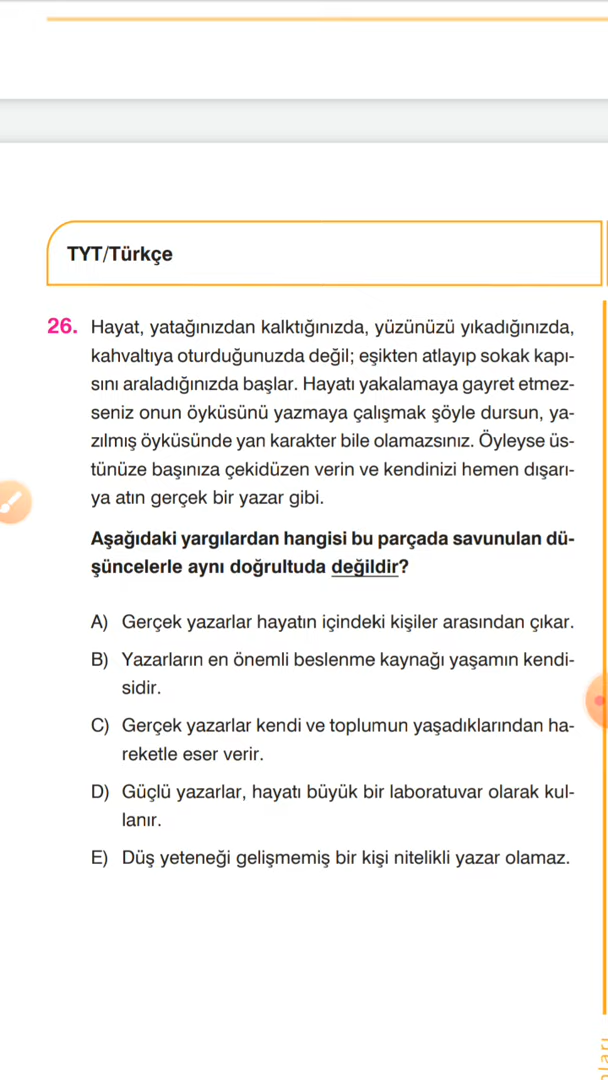 TYT/Türkçe
26. Hayat, yatağınızdan kalktığınızda, yüzünüzü yıkadığınızda,
kahvaltıya oturduğunuzda değil; eşikten atlayıp sokak kapı-
sını araladığınızda başlar. Hayatı yakalamaya gayret etmez-
seniz onun öyküsünü yazmaya çalışmak şöyle dursun, ya-
zılmış öyküsünde yan karakter bile olamazsınız. Öyleyse üs-
tünüze başınıza çekidüzen verin ve kendinizi hemen dışarı-
ya atın gerçek bir yazar gibi.
Aşağıdaki yargılardan hangisi bu parçada savunulan dü-
şüncelerle aynı doğrultuda değildir?
A) Gerçek yazarlar hayatın içindeki kişiler arasından çıkar.
B) Yazarların en önemli beslenme kaynağı yaşamın kendi-
sidir.
C) Gerçek yazarlar kendi ve toplumun yaşadıklarından ha-
reketle eser verir.
D) Güçlü yazarlar, hayatı büyük bir laboratuvar olarak kul-
lanır.
E) Düş yeteneği gelişmemiş bir kişi nitelikli yazar olamaz.